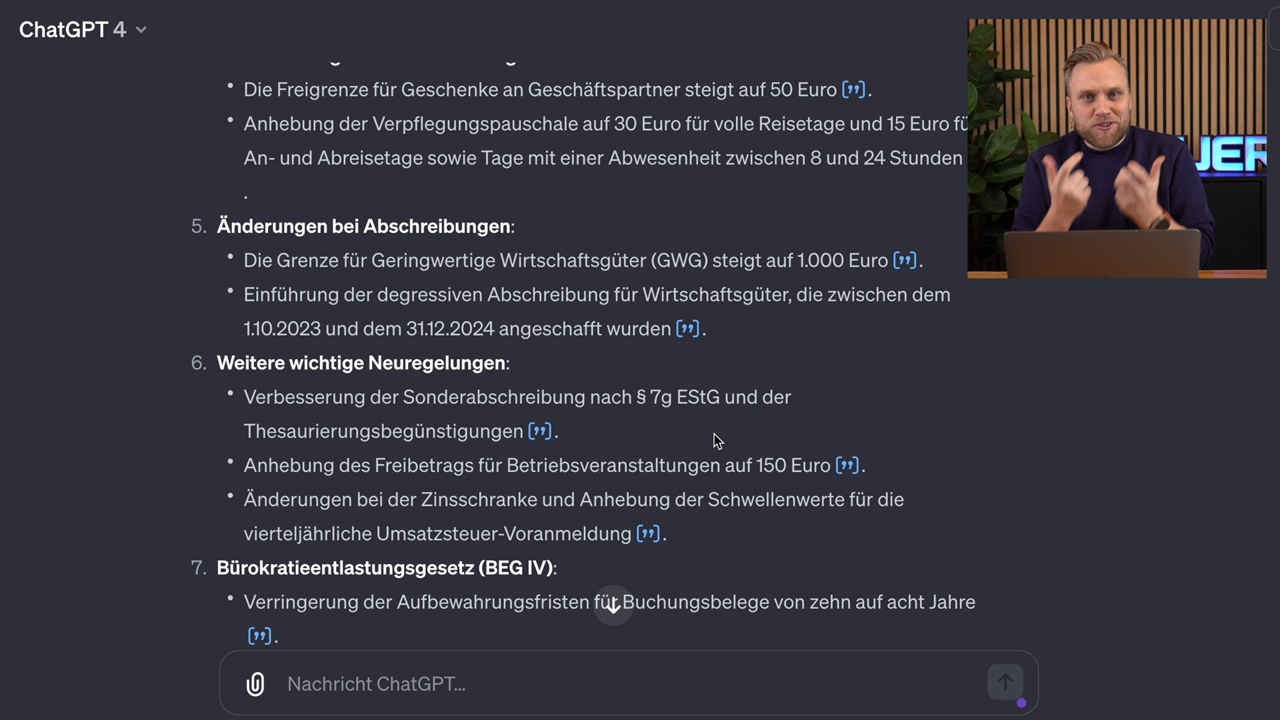 ChatGPT 4
• Die Freigrenze für Geschenke an Geschäftspartner steigt auf 50 Euro [”].
• Anhebung der Verpflegungspauschale auf 30 Euro für volle Reisetage und 15 Euro fü
An- und Abreisetage sowie Tage mit einer Abwesenheit zwischen 8 und 24 Stunden
.
5. Änderungen bei Abschreibungen:
• Die Grenze für Geringwertige Wirtschaftsgüter (GWG) steigt auf 1.000 Euro [”].
• Einführung der degressiven Abschreibung für Wirtschaftsgüter, die zwischen dem
1.10.2023 und dem 31.12.2024 angeschafft wurden [”].
6. Weitere wichtige Neuregelungen:
• Verbesserung der Sonderabschreibung nach § 7g EStG und der
Thesaurierungsbegünstigungen [”].
• Anhebung des Freibetrags für Betriebsveranstaltungen auf 150 Euro [”].
• Änderungen bei der Zinsschranke und Anhebung der Schwellenwerte für die
vierteljährliche Umsatzsteuer-Voranmeldung [”].
7. Bürokratieentlastungsgesetz (BEG IV):
• Verringerung der Aufbewahrungsfristen für Buchungsbelege von zehn auf acht Jahre
[”].
Nachricht ChatGPT...
UER